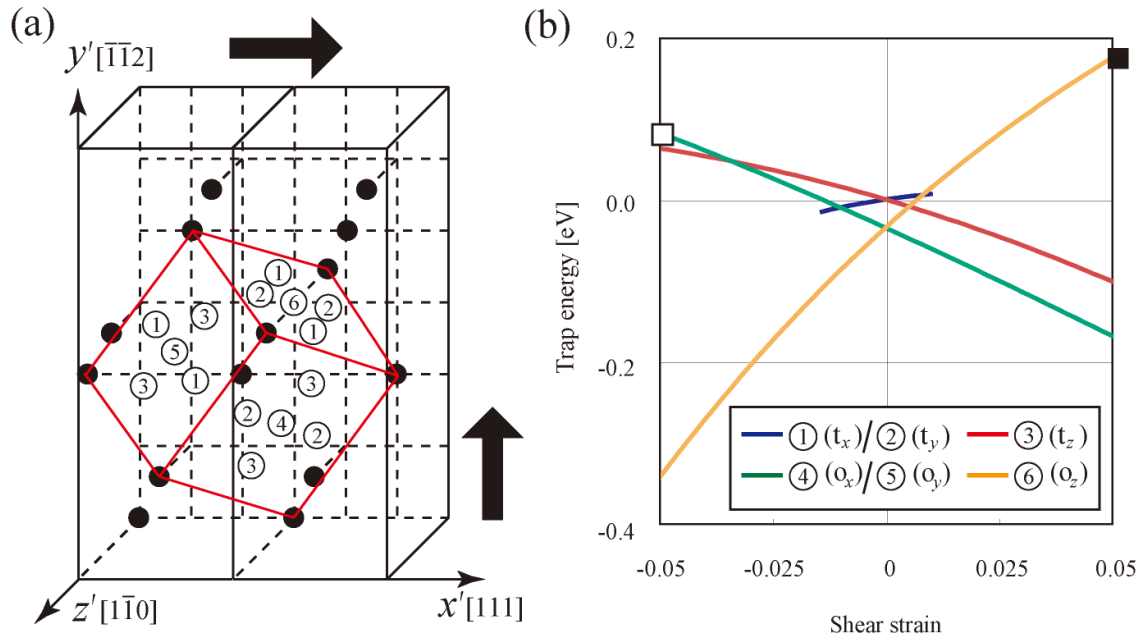 (a)
y′[1̅1̅2]
①
②
⑥
②
①
③
①
⑤
③
①
③
②
④
②
③
z′[11̅0]
x′[111]
(b)
Trap energy [eV]
0.2
0.0
-0.2
-0.4
① (tx)/② (ty)
③ (tz)
④ (ox)/⑤ (oy)
⑥ (oz)
-0.05
-0.025
0
0.025
0.05
Shear strain